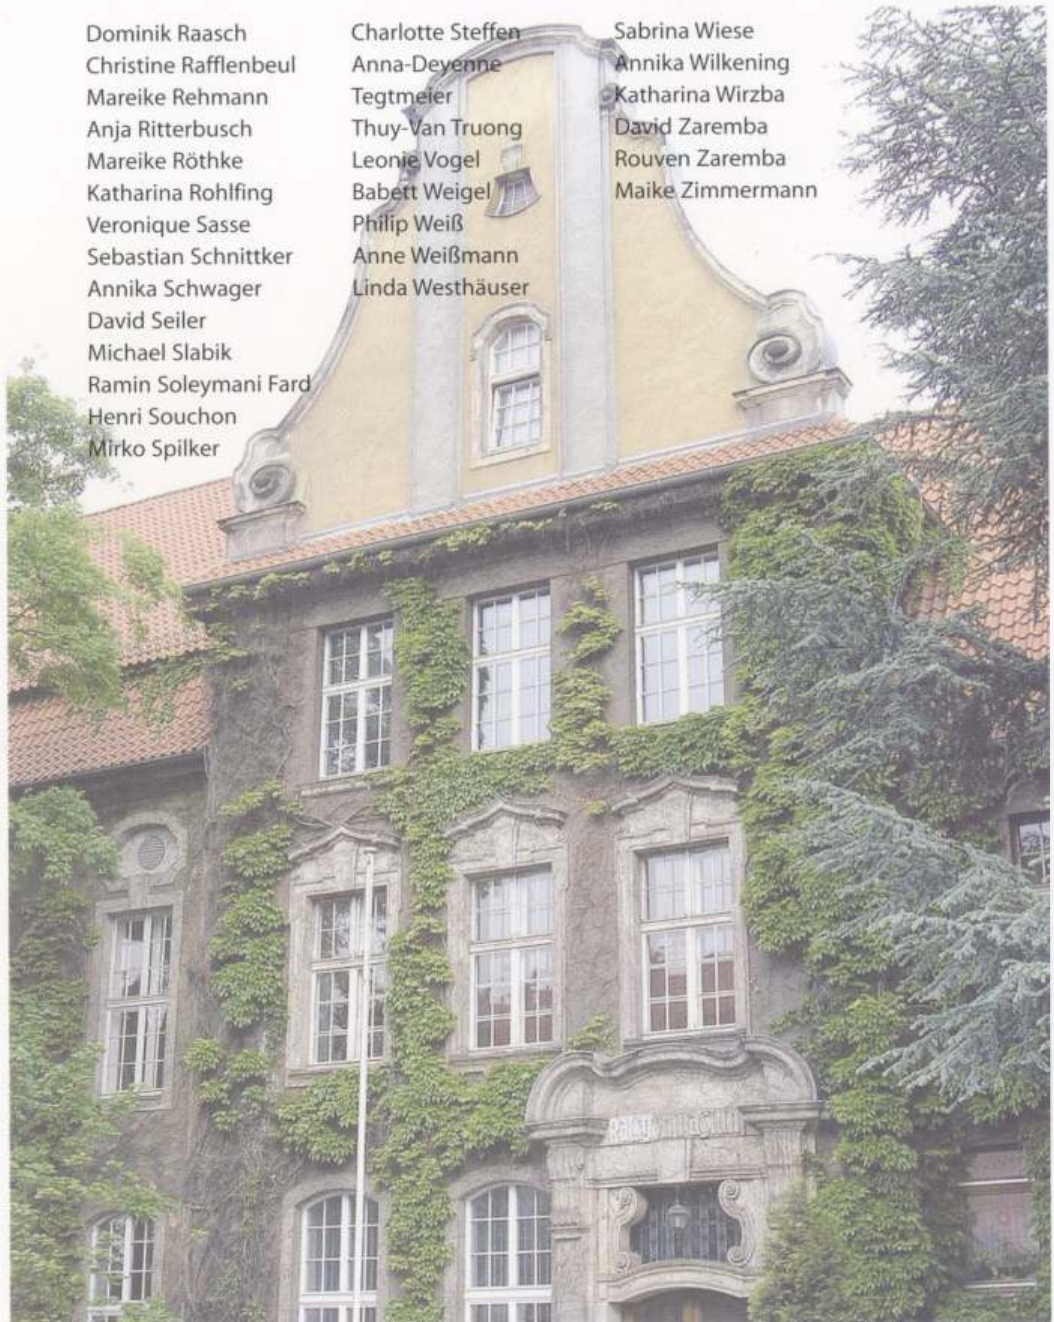 Dominik Raasch
Christine Rafflenbeul
Mareike Rehmann
Anja Ritterbusch
Mareike Röthke
Katharina Rohlfing
Veronique Sasse
Sebastian Schnittker
Annika Schwager
David Seiler
Michael Slabik
Ramin Soleymani Fard
Henri Souchon
Mirko Spilker
Charlotte Steffen
Anna-Deyenne
Tegtmeier
Thuy-Van Truong
Leonie Vogel
Babett Weigel
Philip Weiß
Anne Weißmann
Linda Westhäuser
Sabrina Wiese
Annika Wilkening
Katharina Wirzba
David Zaremba
Rouven Zaremba
Maike Zimmermann